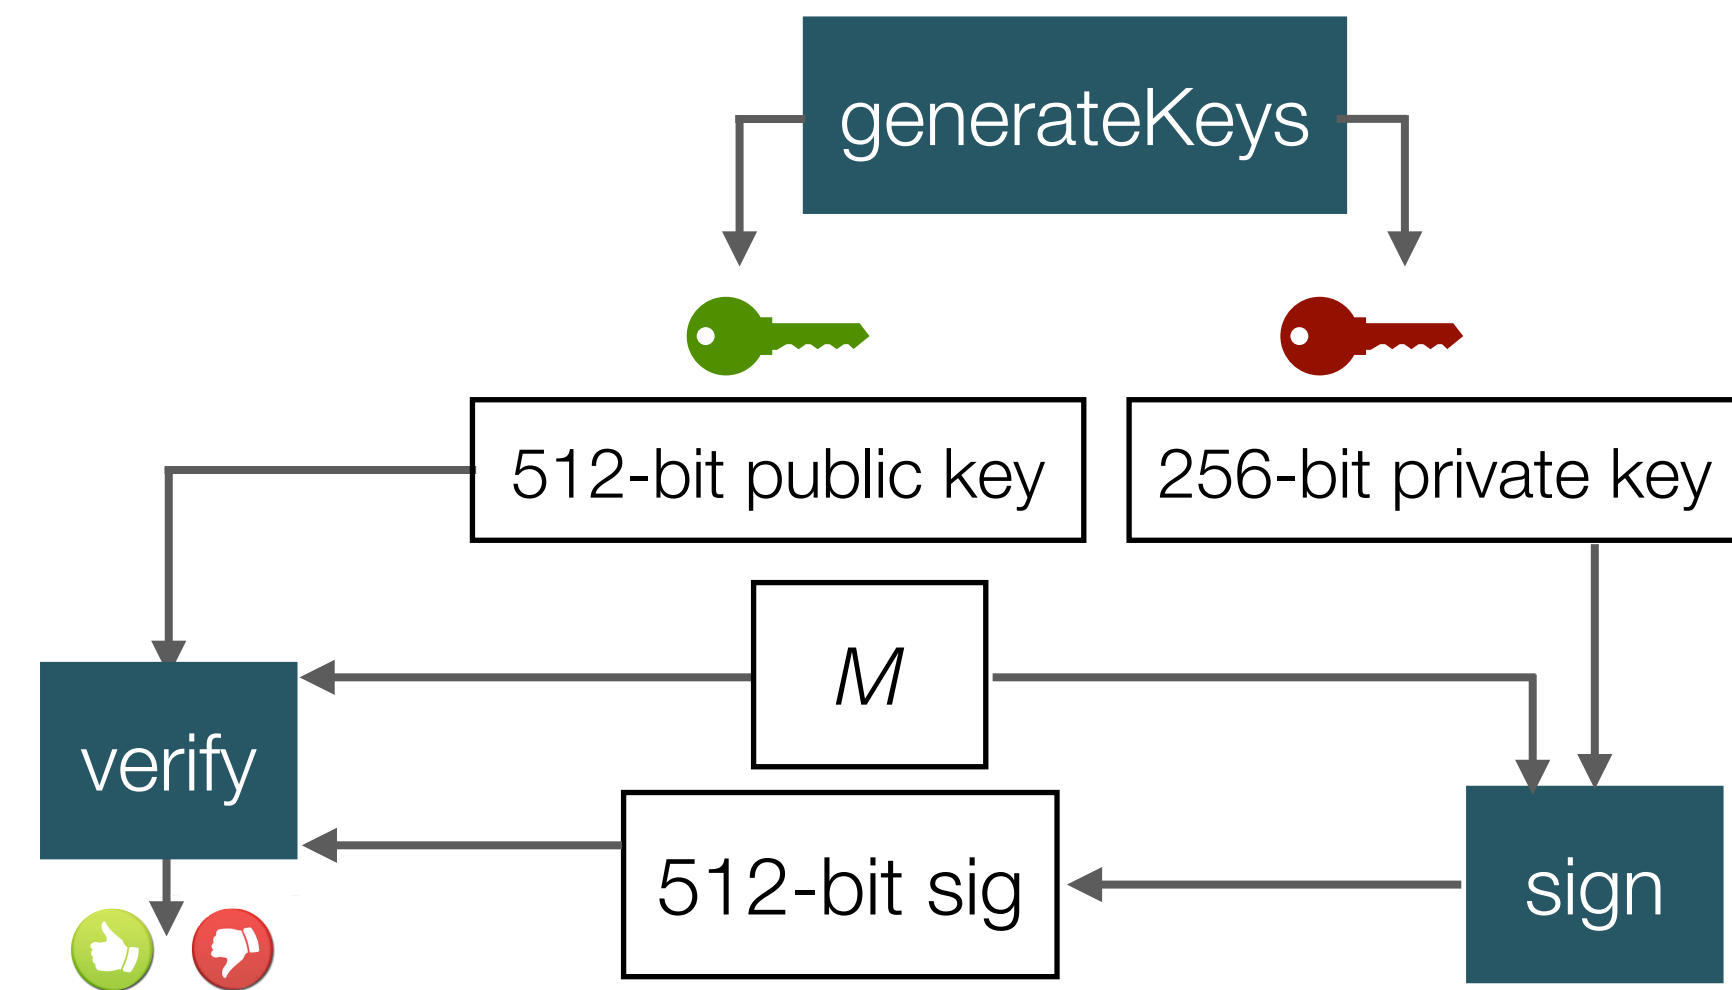 generateKeys
512-bit public key
256-bit private key
M
verify
512-bit sig
sign